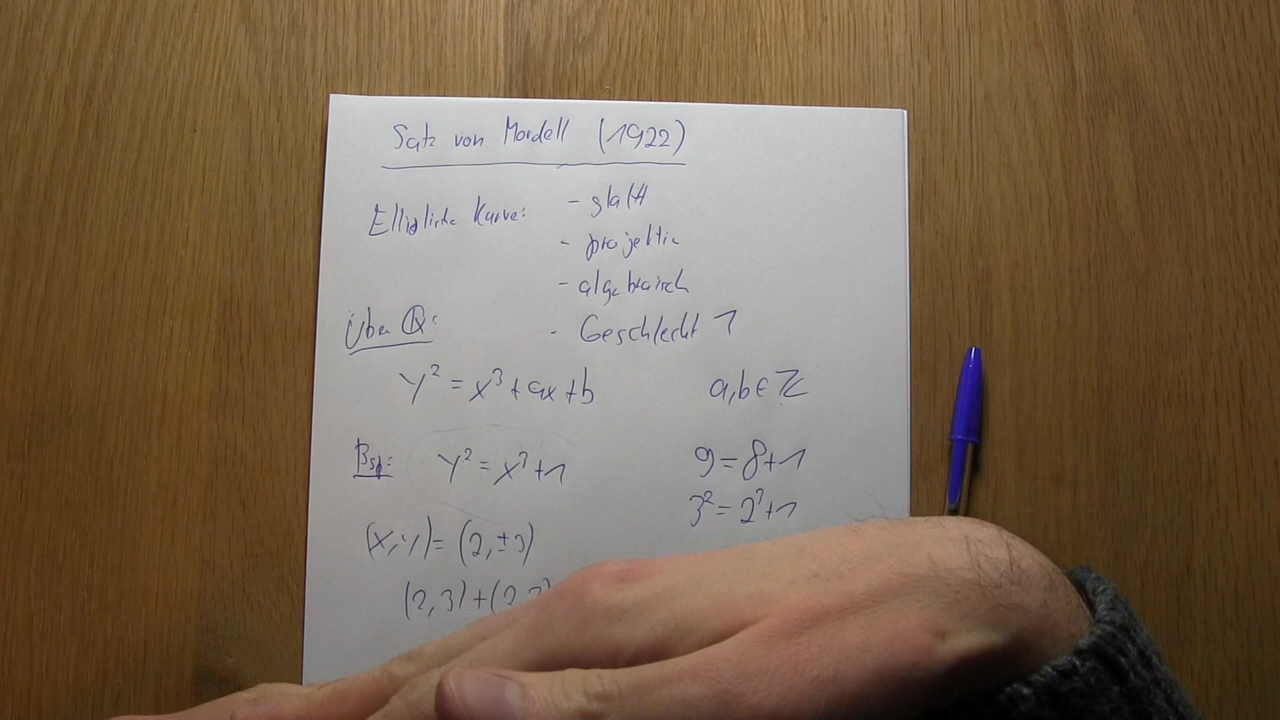 Satz von Mordell (1922)
Elliptische Kurve: - glatt
- projektiv
- algebraisch
- Geschlecht 1
Über ℚ:
y² = x³ + ax + b a,b ∈ ℤ
Bsp: y² = x³ + 1 9 = 8 + 1
3² = 2³ + 1
(x,y) = (2, ±3)
(2,3) + (2,